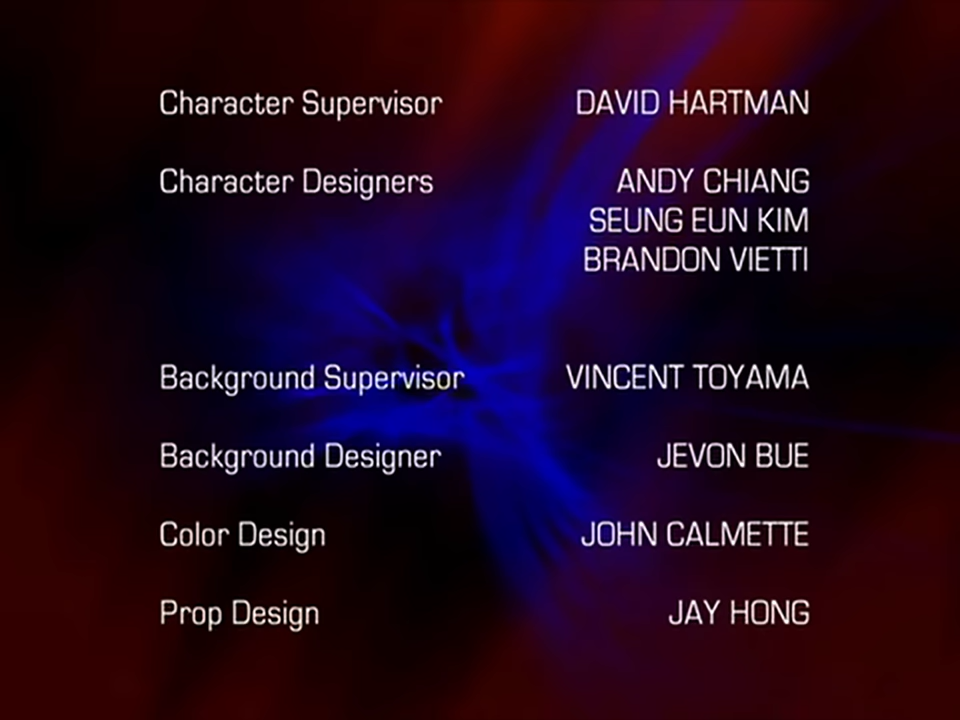 Character Supervisor DAVID HARTMAN
Character Designers ANDY CHIANG
SEUNG EUN KIM
BRANDON VIETTI
Background Supervisor VINCENT TOYAMA
Background Designer JEVON BUE
Color Design JOHN CALMETTE
Prop Design JAY HONG